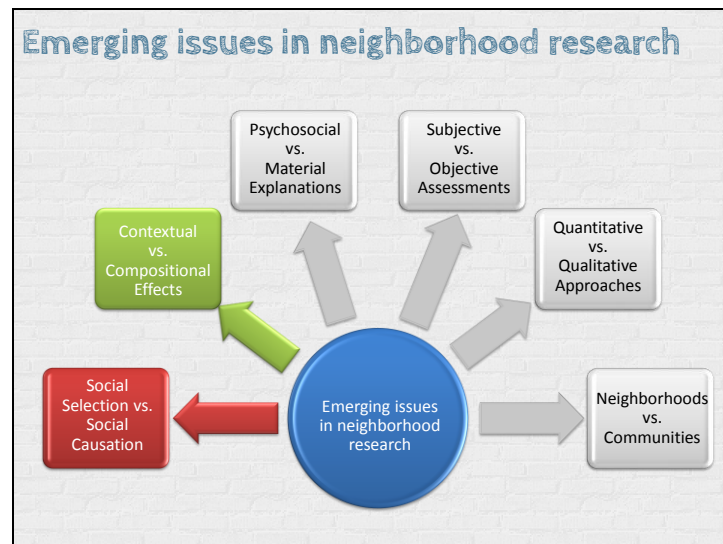 Emerging issues in neighborhood research
Psychosocial
vs.
Material
Explanations
Subjective
vs.
Objective
Assessments
Contextual
vs.
Compositional
Effects
Quantitative
vs.
Qualitative
Approaches
Social
Selection vs.
Social
Causation
Emerging issues
in neighborhood
research
Neighborhoods
vs.
Communities